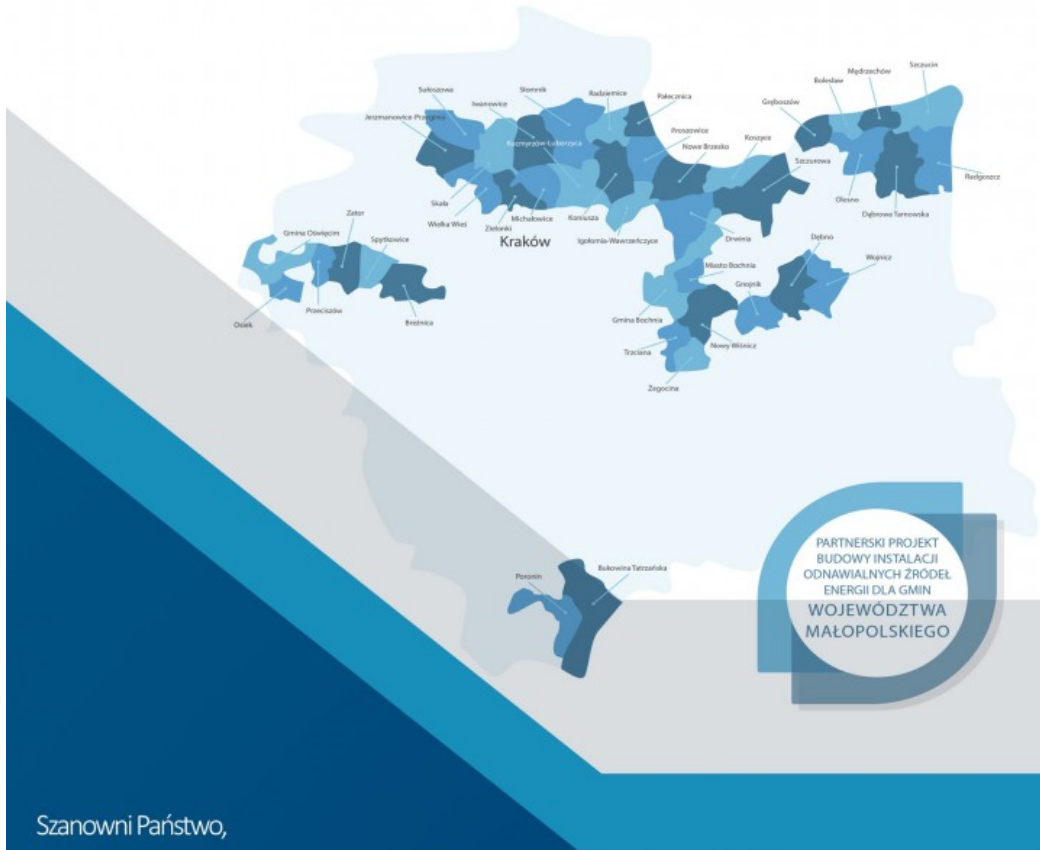 Szczucin
Mędrzechów
Bolesław
Gręboszów
Sułoszowa
Słomnik
Radziemice
Pałecznica
Iwanowice
Jerzmanowice-Przeginia
Proszowice
Nowe Brzesko
Koszyce
Kocmyrzów-Luborzyca
Szczurowa
Radgoszcz
Olesno
Dąbrowa Tarnowska
Skała
Wielka Wieś
Zielonki
Michałowice
Koniusza
Igołomia-Wawrzeńczyce
Kraków
Drwinia
Dębno
Wojnicz
Zator
Gmina Oświęcim
Spytkowice
Miasto Bochnia
Gnojnik
Osiek
Przeciszów
Breźnica
Gmina Bochnia
Trzciana
Nowy Wiśnicz
Żegocina
PARTNERSKI PROJEKT
BUDOWY INSTALACJI
ODNAWIALNYCH ŹRÓDEŁ
ENERGII DLA GMIN
WOJEWÓDZTWA
MAŁOPOLSKIEGO
Poronin
Bukowina Tatrzańska
Szanowni Państwo,